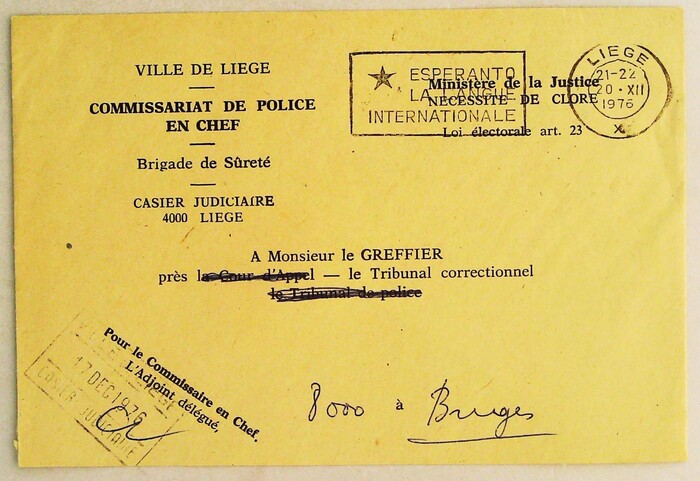 VILLE DE LIEGE
COMMISSARIAT DE POLICE
EN CHEF
Brigade de Sûreté
CASIER JUDICIAIRE
4000 LIEGE
ESPERANTO
LA LANGUE
INTERNATIONALE
Ministère de la Justice
NECESSITE DE CLORE
Loi électorale art. 23
LIEGE
21-22
20 · XII
1976
X
A Monsieur le GREFFIER
près la Cour d'Appel — le Tribunal correctionnel
le Tribunal de police
Pour le Commissaire en Chef.
L'Adjoint délégué,
17 DEC 1976
CASIER JUDICIAIRE
8000 à Bruges